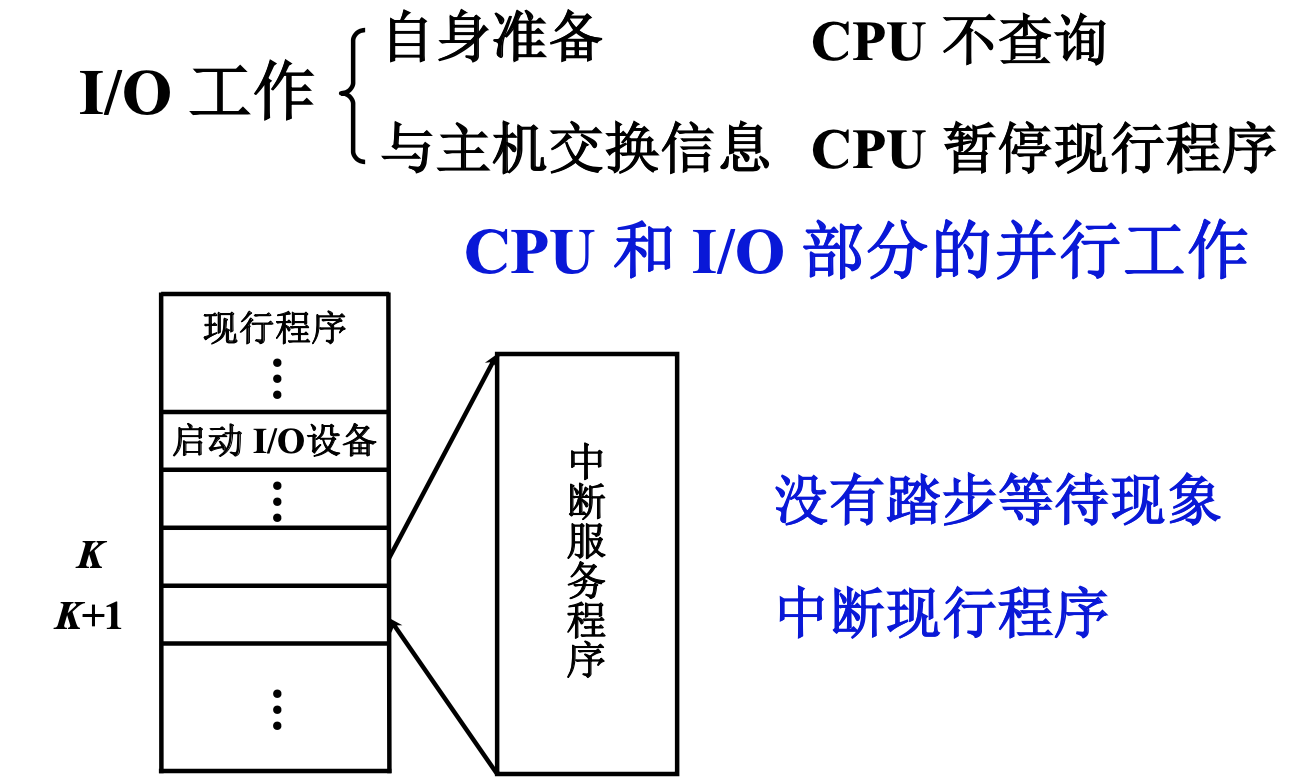 自身准备 CPU 不查询
I/O 工作
与主机交换信息 CPU 暂停现行程序
CPU 和 I/O 部分的并行工作
现行程序
启动 I/O设备
K
K+1
中断服务程序
没有踏步等待现象
中断现行程序